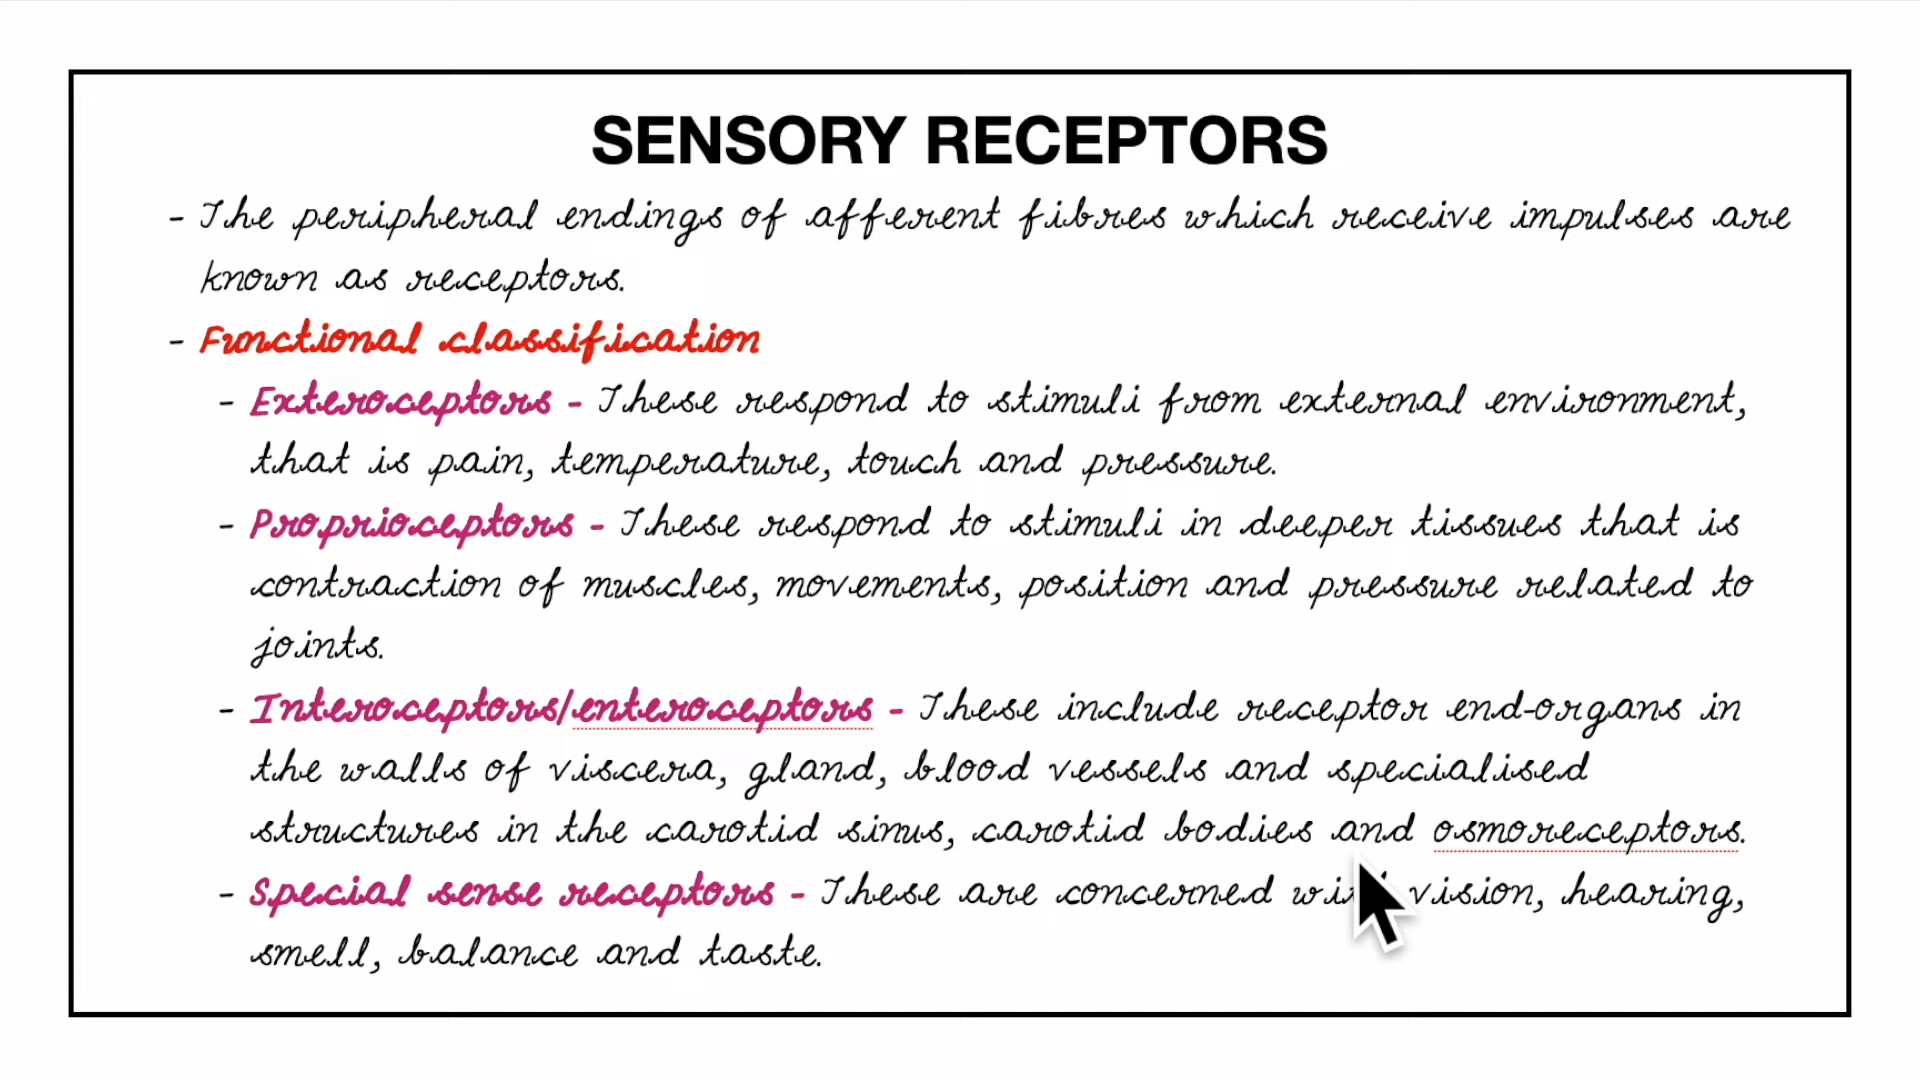 SENSORY RECEPTORS
- The peripheral endings of afferent fibres which receive impulses are
known as receptors.
- Functional classification
- Exteroceptors - These respond to stimuli from external environment,
that is pain, temperature, touch and pressure.
- Proprioceptors - These respond to stimuli in deeper tissues that is
contraction of muscles, movements, position and pressure related to
joints.
- Interoceptors/enteroceptors - These include receptor end-organs in
the walls of viscera, gland, blood vessels and specialised
structures in the carotid sinus, carotid bodies and osmoreceptors.
- Special sense receptors - These are concerned with vision, hearing,
smell, balance and taste.